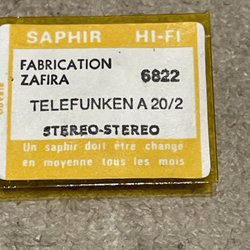 SAPHIR HI-FI
FABRICATION
ZAFIRA 6822
TELEFUNKEN A 20/2
STEREO-STEREO
Un saphir doit être changé
en moyenne tous les mois